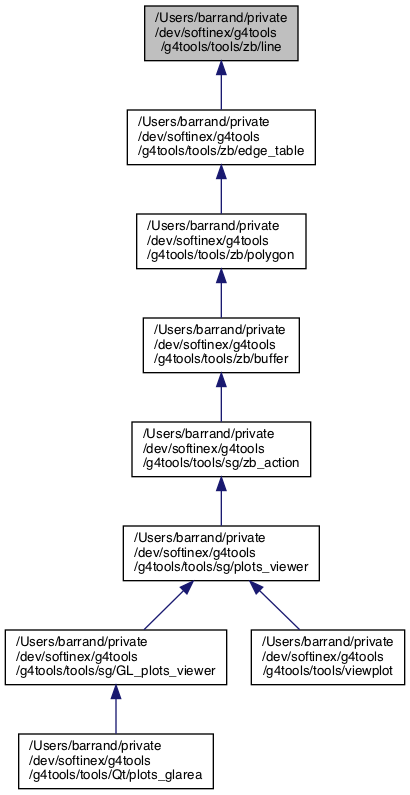 /Users/barrand/private
/dev/softinex/g4tools
/g4tools/tools/zb/line
/Users/barrand/private
/dev/softinex/g4tools
/g4tools/tools/zb/edge_table
/Users/barrand/private
/dev/softinex/g4tools
/g4tools/tools/zb/polygon
/Users/barrand/private
/dev/softinex/g4tools
/g4tools/tools/zb/buffer
/Users/barrand/private
/dev/softinex/g4tools
/g4tools/tools/sg/zb_action
/Users/barrand/private
/dev/softinex/g4tools
/g4tools/tools/sg/plots_viewer
/Users/barrand/private
/dev/softinex/g4tools
/g4tools/tools/sg/GL_plots_viewer
/Users/barrand/private
/dev/softinex/g4tools
/g4tools/tools/viewplot
/Users/barrand/private
/dev/softinex/g4tools
/g4tools/tools/Qt/plots_glarea